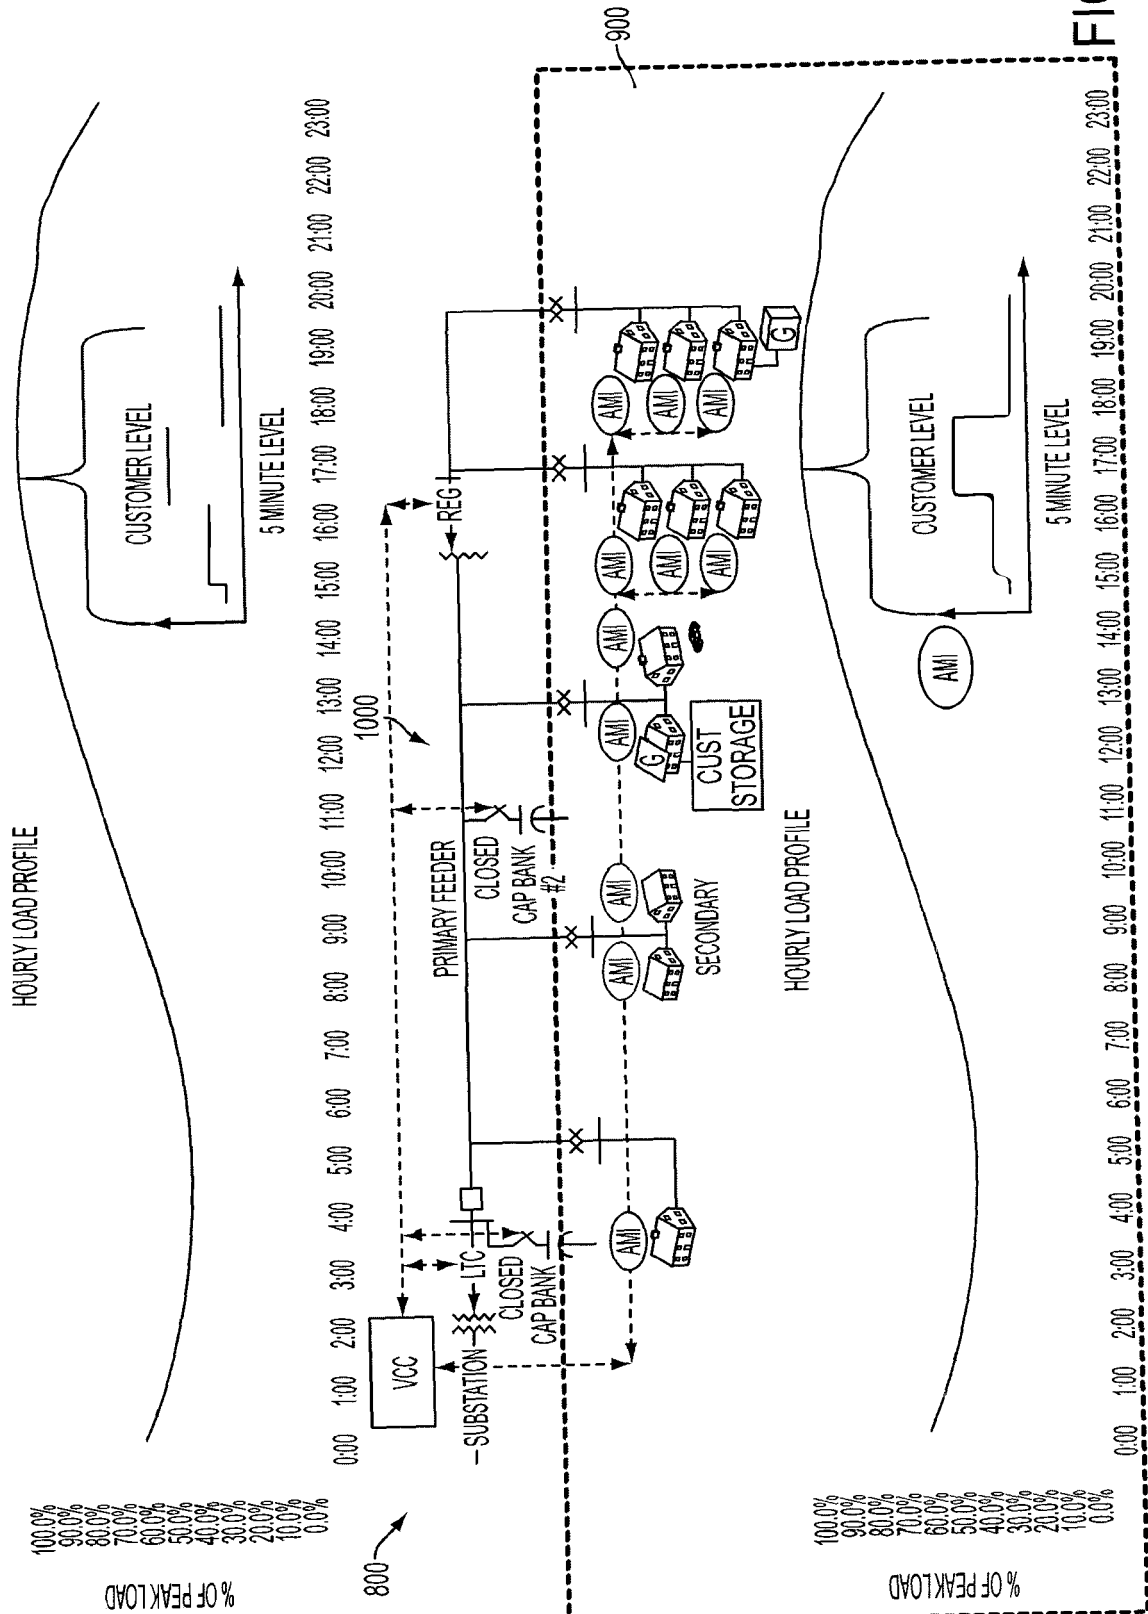 HOURLY LOAD PROFILE
% OF PEAK LOAD
100.0%
90.0%
80.0%
70.0%
60.0%
50.0%
40.0%
30.0%
20.0%
10.0%
0.0%
CUSTOMER LEVEL
5 MINUTE LEVEL
0:00 1:00 2:00 3:00 4:00 5:00 6:00 7:00 8:00 9:00 10:00 11:00 12:00 13:00 14:00 15:00 16:00 17:00 18:00 19:00 20:00 21:00 22:00 23:00
800
1000
VCC
SUBSTATION
LTC
CLOSED
CAP BANK
PRIMARY FEEDER
CLOSED
CAP BANK
#2
REG
900
AMI
AMI
AMI
AMI
AMI
AMI
AMI
AMI
AMI
AMI
AMI
G
CUST
STORAGE
G
SECONDARY
HOURLY LOAD PROFILE
% OF PEAK LOAD
100.0%
90.0%
80.0%
70.0%
60.0%
50.0%
40.0%
30.0%
20.0%
10.0%
0.0%
CUSTOMER LEVEL
AMI
5 MINUTE LEVEL
0:00 1:00 2:00 3:00 4:00 5:00 6:00 7:00 8:00 9:00 10:00 11:00 12:00 13:00 14:00 15:00 16:00 17:00 18:00 19:00 20:00 21:00 22:00 23:00